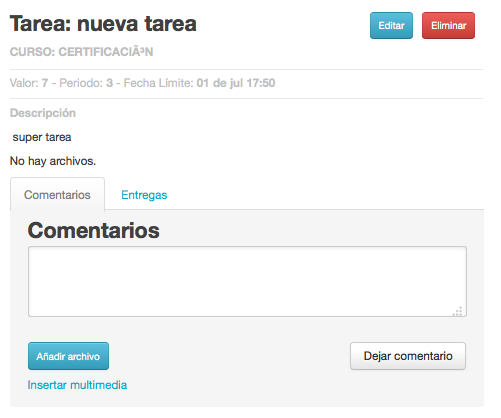 Tarea: nueva tarea
Editar
Eliminar
CURSO: CERTIFICACIÃ³N
Valor: 7 - Periodo: 3 - Fecha Límite: 01 de jul 17:50
Descripción
super tarea
No hay archivos.
Comentarios
Entregas
Comentarios
Añadir archivo
Dejar comentario
Insertar multimedia